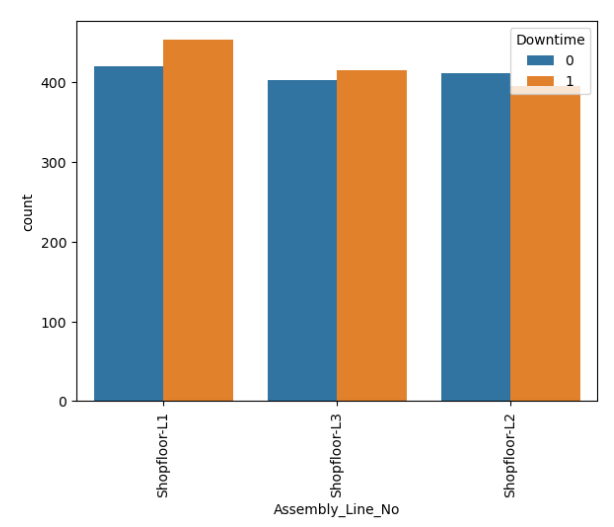 Downtime
0
1
400
300
200
100
0
count
Shopfloor-L1
Shopfloor-L3
Shopfloor-L2
Assembly_Line_No